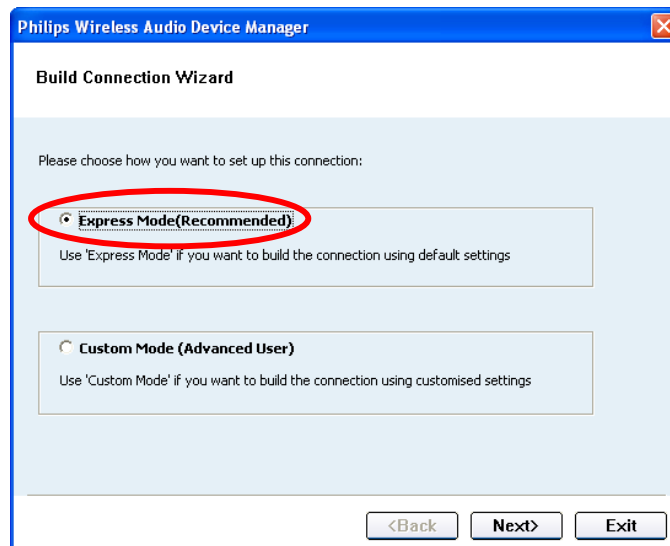 Philips Wireless Audio Device Manager
Build Connection Wizard
Please choose how you want to set up this connection:
Express Mode(Recommended)
Use 'Express Mode' if you want to build the connection using default settings
Custom Mode (Advanced User)
Use 'Custom Mode' if you want to build the connection using customised settings
<Back Next> Exit